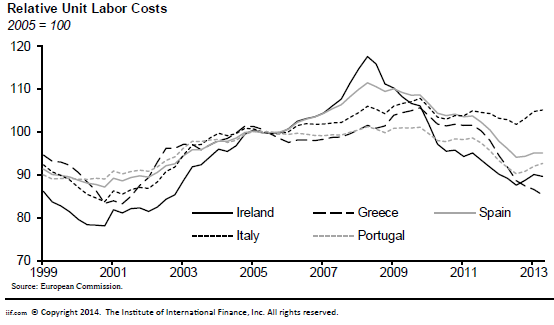 Relative Unit Labor Costs
2005 = 100
120
110
100
90
80
70
Ireland
Greece
Spain
Italy
Portugal
1999 2001 2003 2005 2007 2009 2011 2013
Source: European Commission.
iif.com © Copyright 2014. The Institute of International Finance, Inc. All rights reserved.